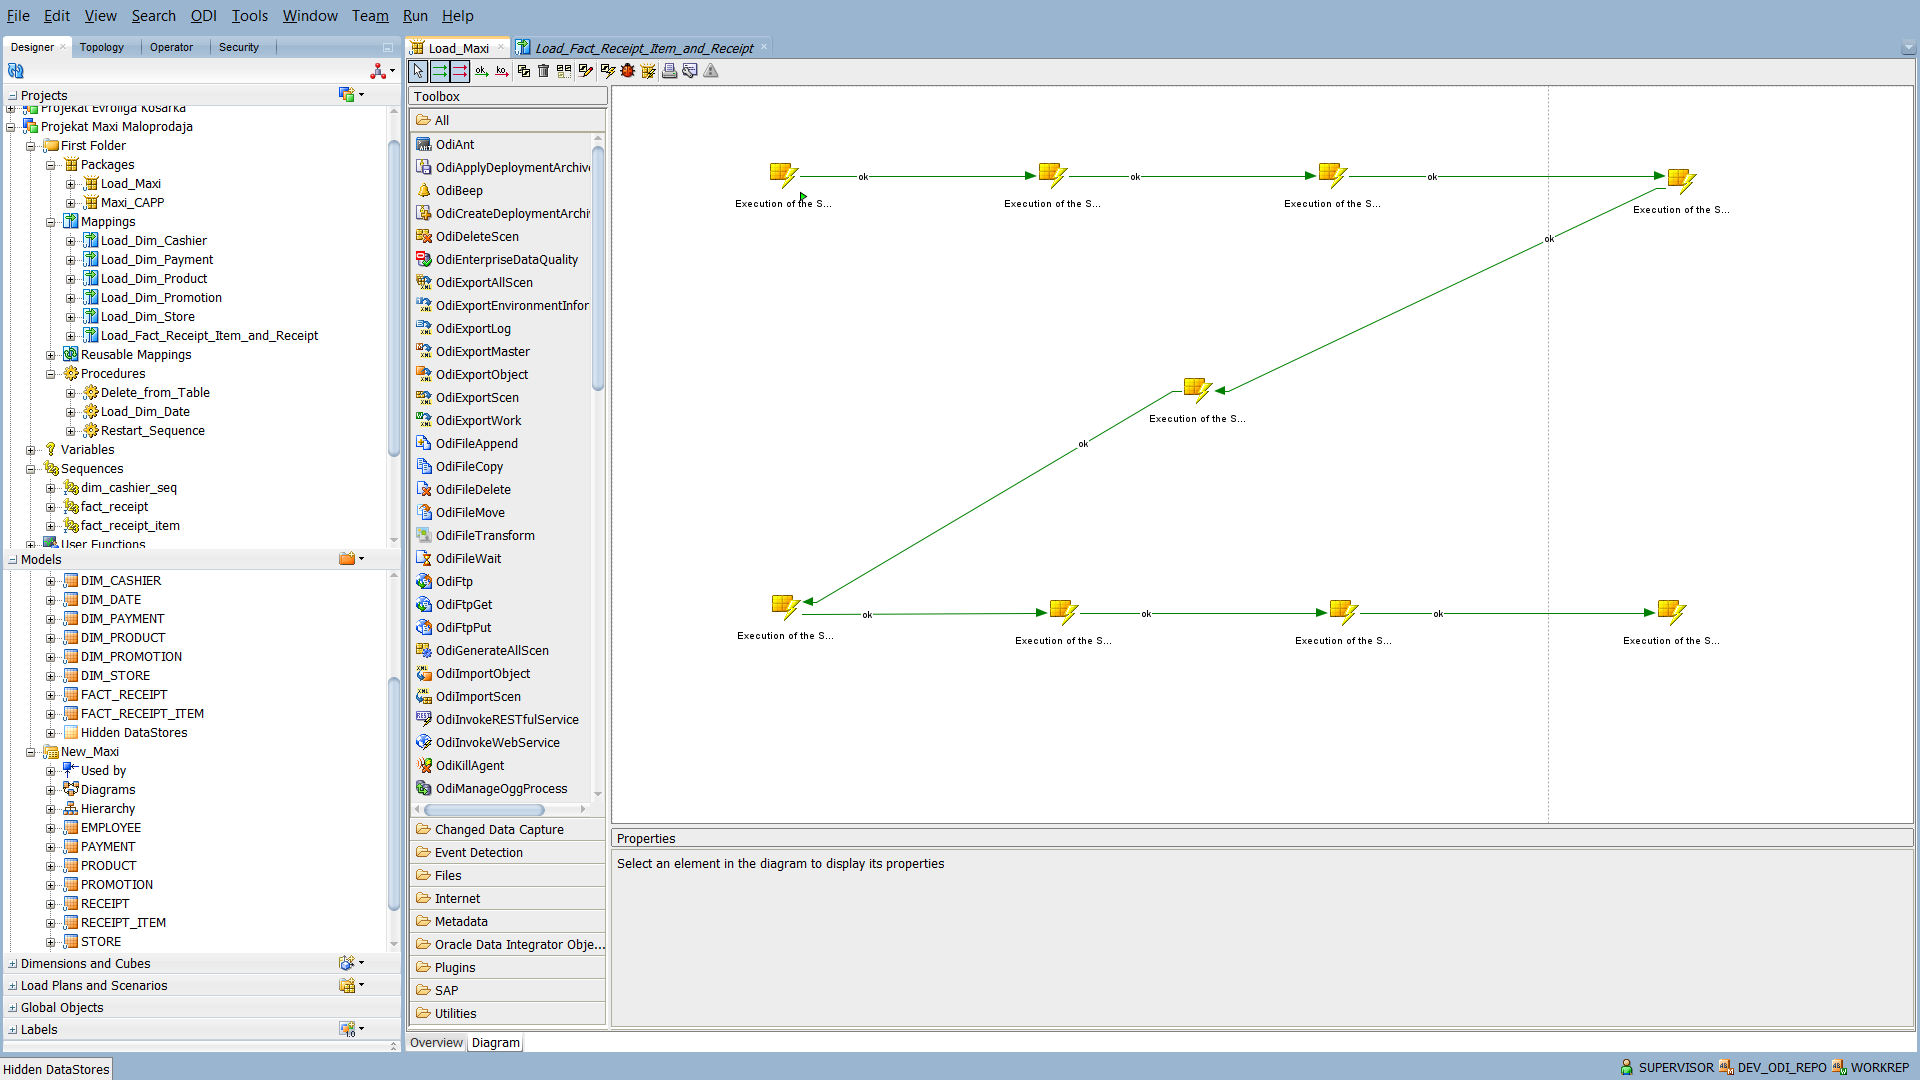 File Edit View Search ODI Tools Window Team Run Help
Designer Topology Operator Security
Projects
Projekat Evroliga Kosarka
Projekat Maxi Maloprodaja
First Folder
Packages
Load_Maxi
Maxi_CAPP
Mappings
Load_Dim_Cashier
Load_Dim_Payment
Load_Dim_Product
Load_Dim_Promotion
Load_Dim_Store
Load_Fact_Receipt_Item_and_Receipt
Reusable Mappings
Procedures
Delete_from_Table
Load_Dim_Date
Restart_Sequence
Variables
Sequences
dim_cashier_seq
fact_receipt
fact_receipt_item
User Functions
Models
DIM_CASHIER
DIM_DATE
DIM_PAYMENT
DIM_PRODUCT
DIM_PROMOTION
DIM_STORE
FACT_RECEIPT
FACT_RECEIPT_ITEM
Hidden DataStores
New_Maxi
Used by
Diagrams
Hierarchy
EMPLOYEE
PAYMENT
PRODUCT
PROMOTION
RECEIPT
RECEIPT_ITEM
STORE
Dimensions and Cubes
Load Plans and Scenarios
Global Objects
Labels
Hidden DataStores
Load_Maxi Load_Fact_Receipt_Item_and_Receipt
ok ko
Toolbox
All
OdiAnt
OdiApplyDeploymentArchive
OdiBeep
OdiCreateDeploymentArchi
OdiDeleteScen
OdiEnterpriseDataQuality
OdiExportAllScen
OdiExportEnvironmentInfor
OdiExportLog
OdiExportMaster
OdiExportObject
OdiExportScen
OdiExportWork
OdiFileAppend
OdiFileCopy
OdiFileDelete
OdiFileMove
OdiFileTransform
OdiFileWait
OdiFtp
OdiFtpGet
OdiFtpPut
OdiGenerateAllScen
OdiImportObject
OdiImportScen
OdiInvokeRESTfulService
OdiInvokeWebService
OdiKillAgent
OdiManageOggProcess
Changed Data Capture
Event Detection
Files
Internet
Metadata
Oracle Data Integrator Obje...
Plugins
SAP
Utilities
ok ok ok
Execution of the S... Execution of the S... Execution of the S... Execution of the S...
ok
Execution of the S...
ok
ok ok ok
Execution of the S... Execution of the S... Execution of the S... Execution of the S...
Properties
Select an element in the diagram to display its properties
Overview Diagram
SUPERVISOR DEV_ODI_REPO WORKREP